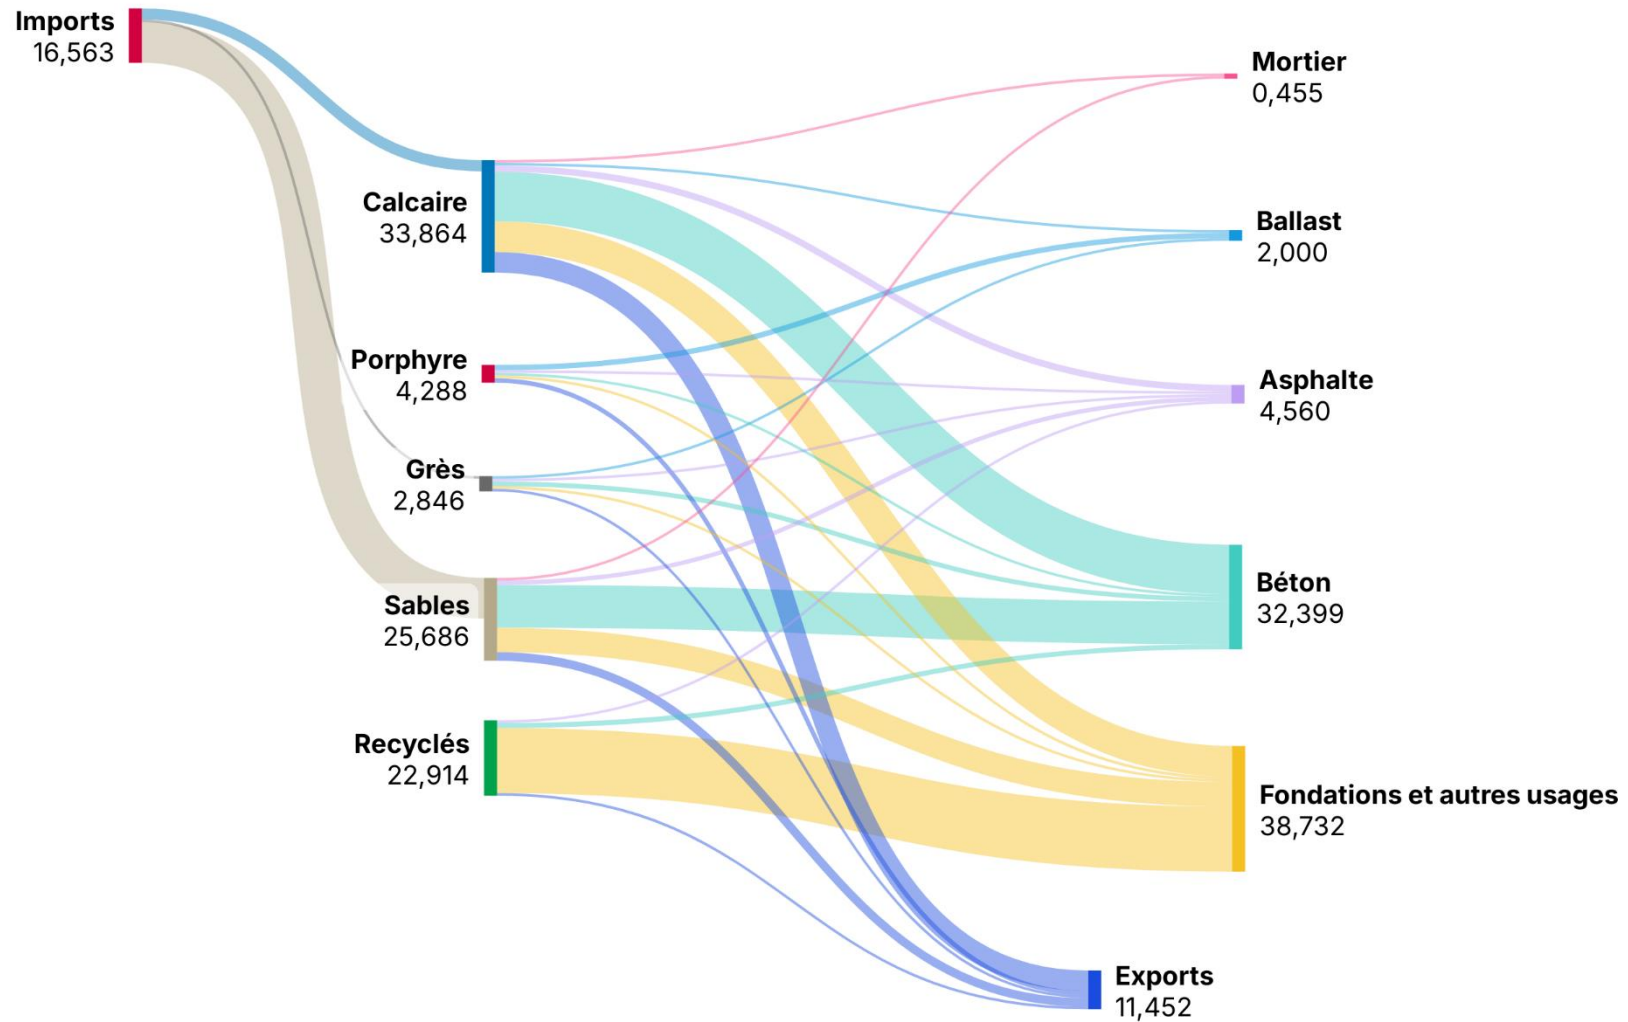 Imports
16,563
Calcaire
33,864
Porphyre
4,288
Grès
2,846
Sables
25,686
Recyclés
22,914
Mortier
0,455
Ballast
2,000
Asphalte
4,560
Béton
32,399
Fondations et autres usages
38,732
Exports
11,452